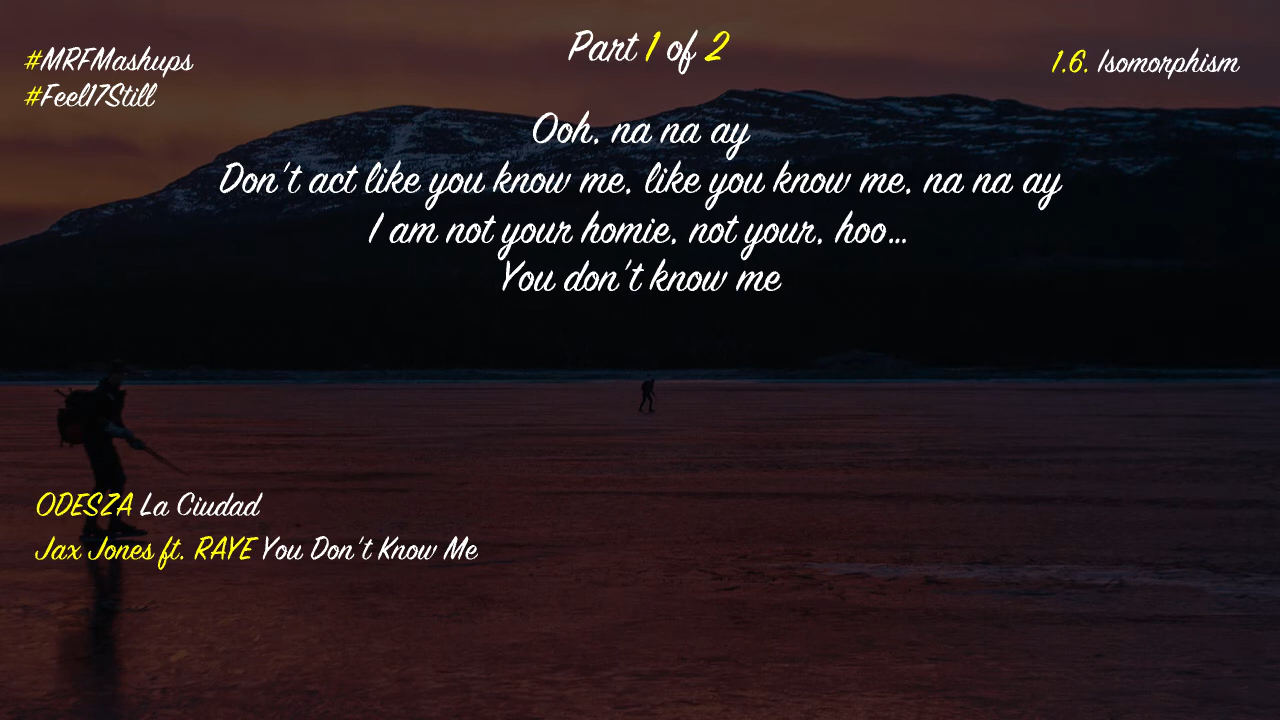 #MRFMashups
#Feel17Still
Part 1 of 2
1.6. Isomorphism
Ooh, na na ay
Don't act like you know me, like you know me, na na ay
I am not your homie, not your, hoo...
You don't know me
ODESZA La Ciudad
Jax Jones ft. RAYE You Don't Know Me